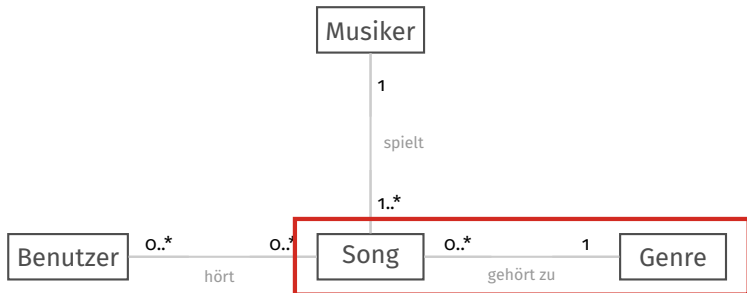 Musiker
1
spielt
1..*
Benutzer
0..*
hört
0..*
Song
0..*
gehört zu
1
Genre